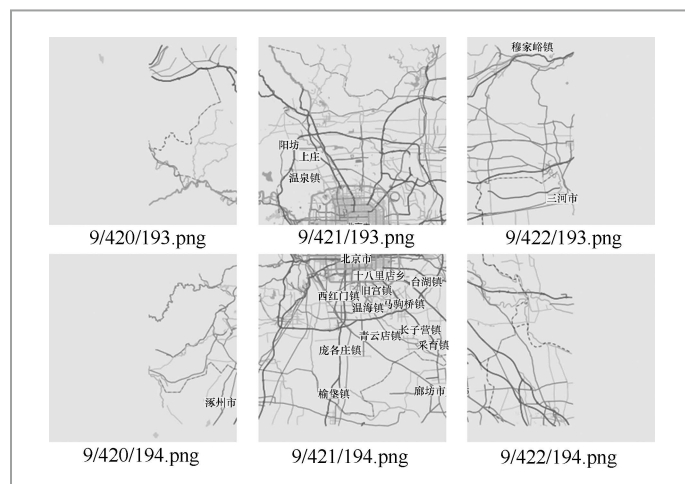 穆家峪镇
阳坊
上庄
温泉镇
三河市
9/420/193.png
9/421/193.png
9/422/193.png
北京市
十八里店乡
台湖镇
西红门镇
旧宫镇
瀛海镇
马驹桥镇
青云店镇
长子营镇
采育镇
庞各庄镇
涿州市
榆垡镇
廊坊市
9/420/194.png
9/421/194.png
9/422/194.png